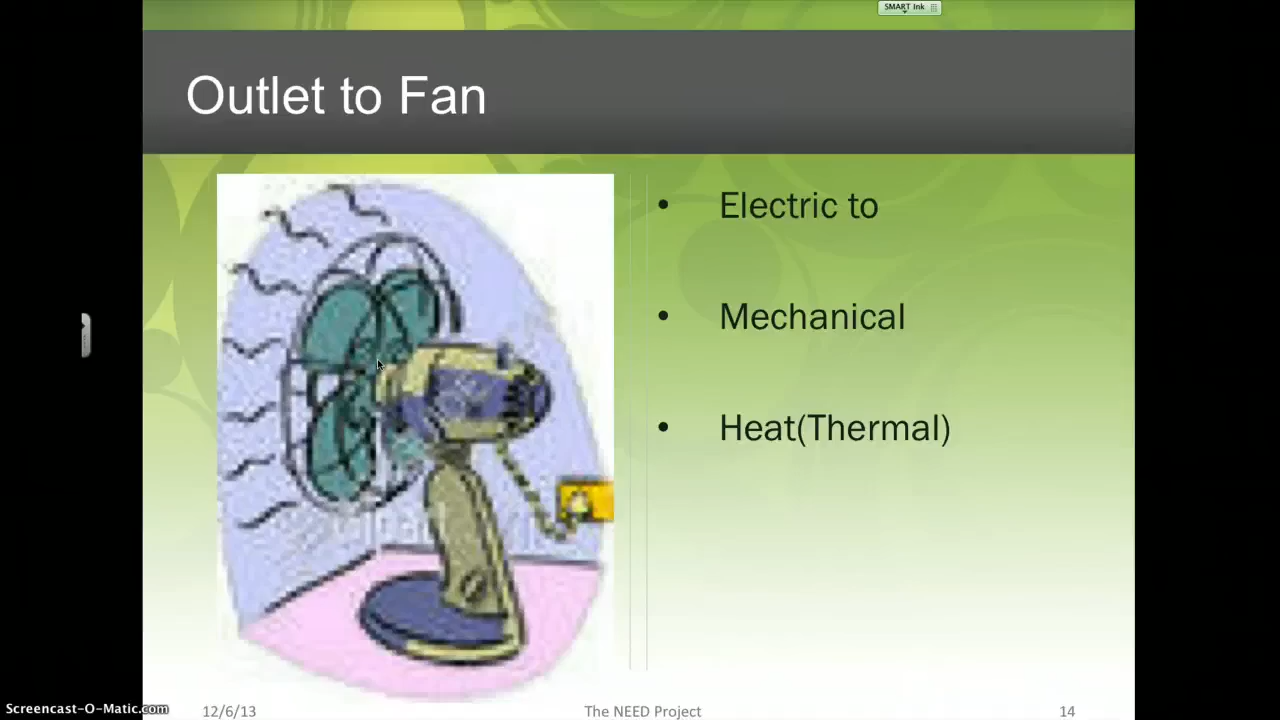 SMART Ink
Outlet to Fan
• Electric to
• Mechanical
• Heat(Thermal)
Screencast-O-Matic.com
12/6/13
The NEED Project
14